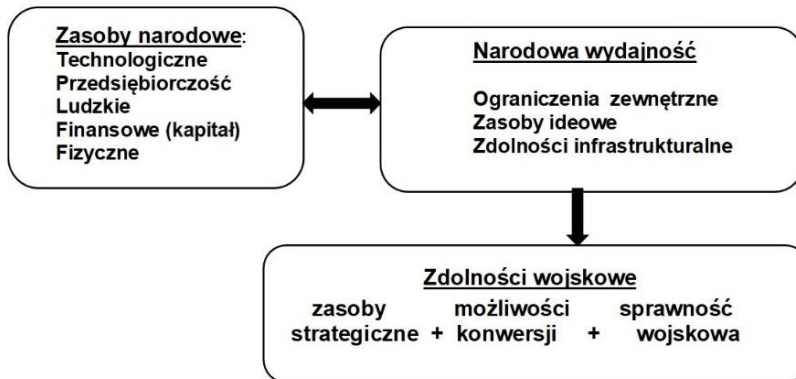 Zasoby narodowe:
Technologiczne
Przedsiębiorczość
Ludzkie
Finansowe (kapitał)
Fizyczne
Narodowa wydajność
Ograniczenia zewnętrzne
Zasoby ideowe
Zdolności infrastrukturalne
Zdolności wojskowe
zasoby możliwości sprawność
strategiczne + konwersji + wojskowa